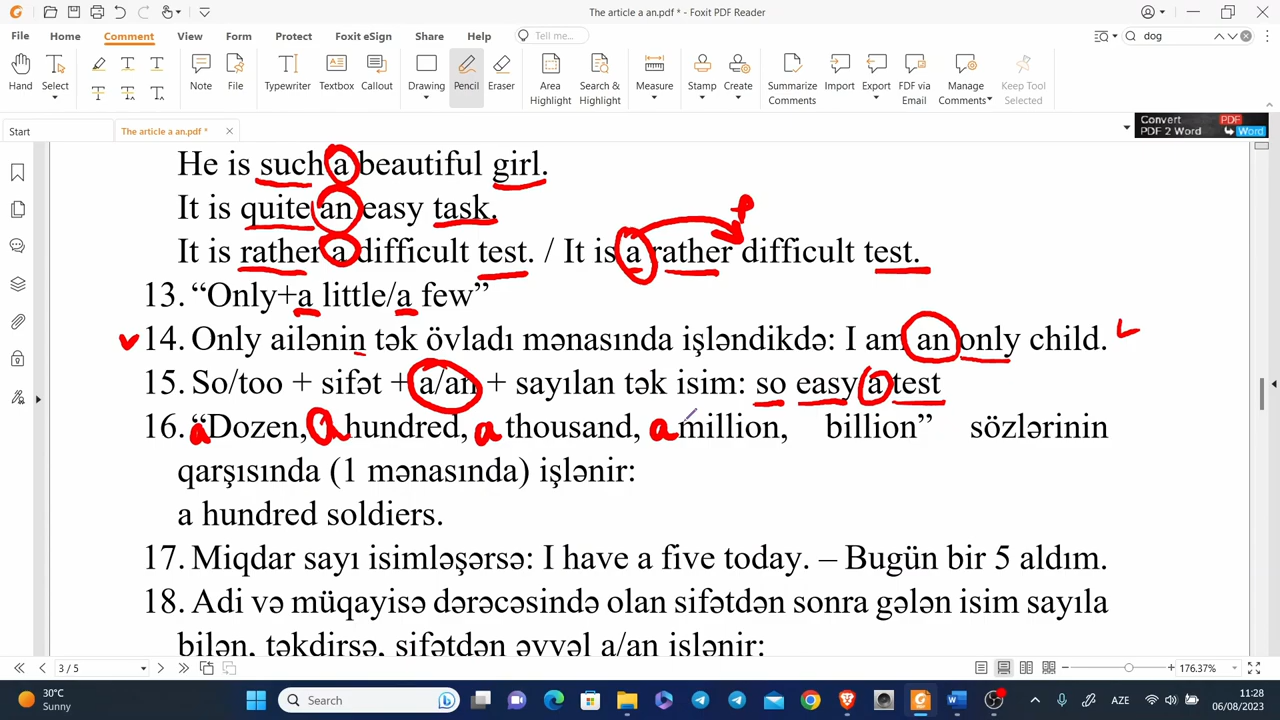 The article a an.pdf * - Foxit PDF Reader
File Home Comment View Form Protect Foxit eSign Share Help Tell me... dog
Hand Select Note File Typewriter Textbox Callout Drawing Pencil Eraser Area Highlight Search & Highlight Measure Stamp Create Summarize Comments Import Export FDF via Email Manage Comments Keep Tool Selected
Start The article a an.pdf *
Convert PDF
PDF 2 Word Word
He is such a beautiful girl.
It is quite an easy task.
It is rather a difficult test. / It is a rather difficult test.
13. “Only+a little/a few”
14. Only ailənin tək övladı mənasında işləndikdə: I am an only child.
15. So/too + sifət + a/an + sayılan tək isim: so easy a test
16. a “Dozen, a hundred, a thousand, a million, billion” sözlərinin
qarşısında (1 mənasında) işlənir:
a hundred soldiers.
17. Miqdar sayı isimləşərsə: I have a five today. – Bugün bir 5 aldım.
18. Adi və müqayisə dərəcəsində olan sifətdən sonra gələn isim sayıla
bilən, təkdirsə, sifətdən əvvəl a/an işlənir:
3 / 5 176.37%
30°C
Sunny
Search
AZE
11:28
06/08/2023